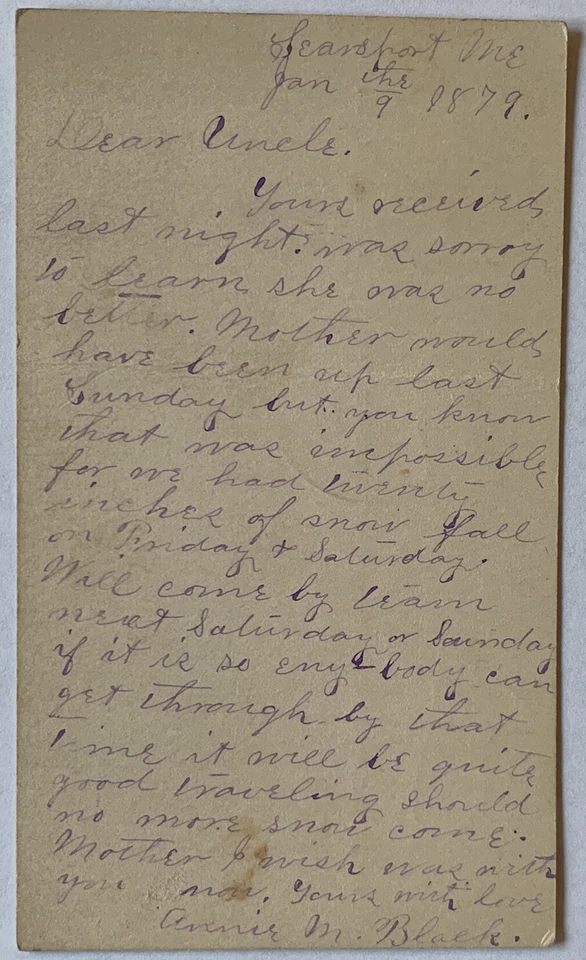 Searsport Me
Jan the 9 1879.
Dear Uncle.
Yours received
last night. was sorry
to learn she was no
better. Mother would
have been up last
Sunday but you know
that was impossible
for we had twenty
inches of snow fall
on Friday & Saturday.
Will come by team
next Saturday or Sunday
if it is so eny-body can
get through by that
Time it will be quite
good traveling should
no more snow come.
Mother I wish was with
you now. Yours with love
Annie M. Black.